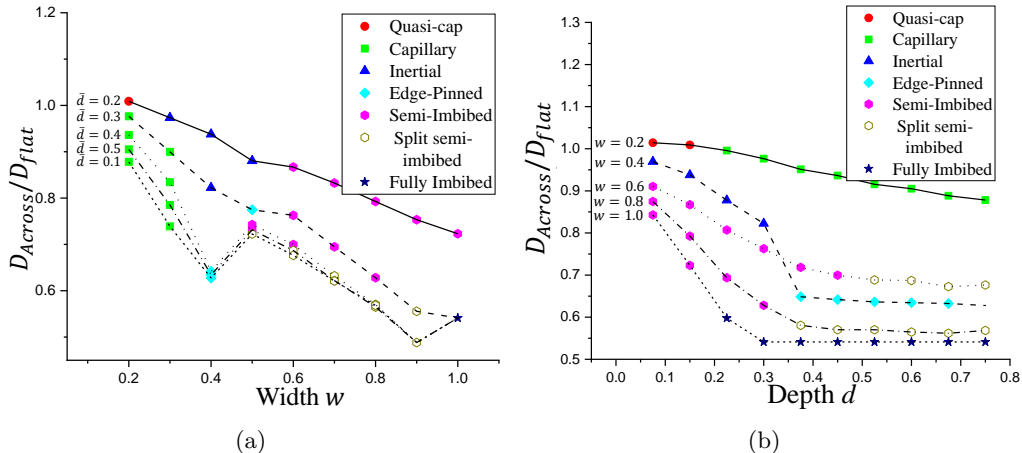 1.2
1.0
0.8
0.6
D_Across/D_flat
d̄ = 0.2
d̄ = 0.3
d̄ = 0.4
d̄ = 0.5
d̄ = 0.1
Quasi-cap
Capillary
Inertial
Edge-Pinned
Semi-Imbibed
Split semi-
imbibed
Fully Imbibed
0.2 0.4 0.6 0.8 1.0
Width w
(a)
1.3
1.2
1.1
1.0
0.9
0.8
0.7
0.6
0.5
D_Across/D_flat
w = 0.2
w = 0.4
w = 0.6
w = 0.8
w = 1.0
Quasi-cap
Capillary
Inertial
Edge-Pinned
Semi-Imbibed
Split semi-
imbibed
Fully Imbibed
0.0 0.1 0.2 0.3 0.4 0.5 0.6 0.7 0.8
Depth d
(b)